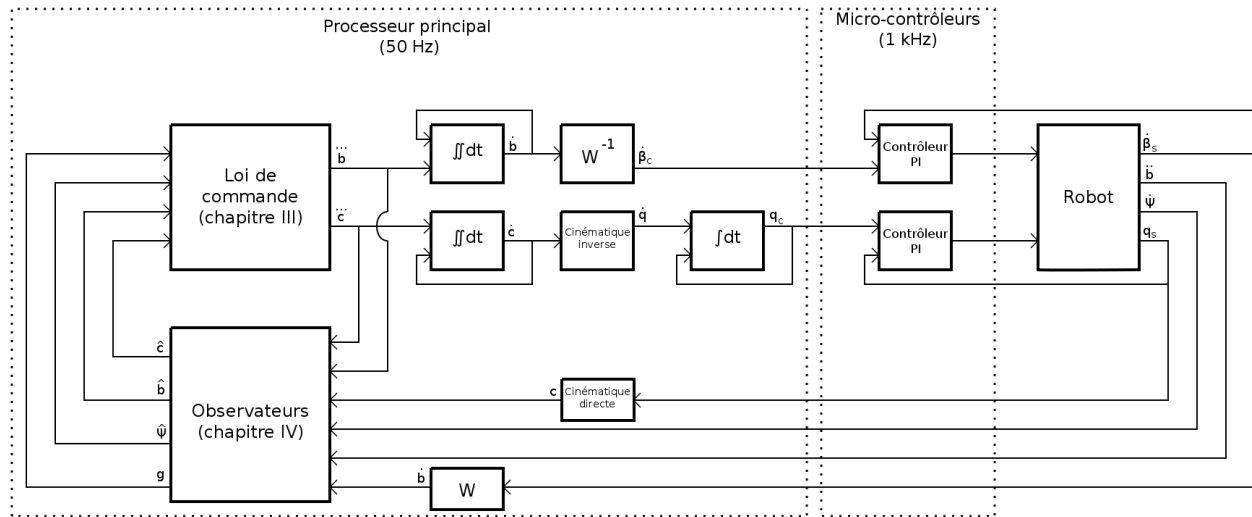 Processeur principal
(50 Hz)
Micro-contrôleurs
(1 kHz)
Loi de
commande
(chapitre III)
b⃛
c⃛
∬dt
ḃ
W⁻¹
β̇c
∬dt
ċ
Cinématique
inverse
q̇
∫dt
qc
Contrôleur
PI
Contrôleur
PI
Robot
β̇s
b̈
ψ̇
qs
Observateurs
(chapitre IV)
ĉ
b̂
ψ̂
g
c
Cinématique
directe
ḃ
W